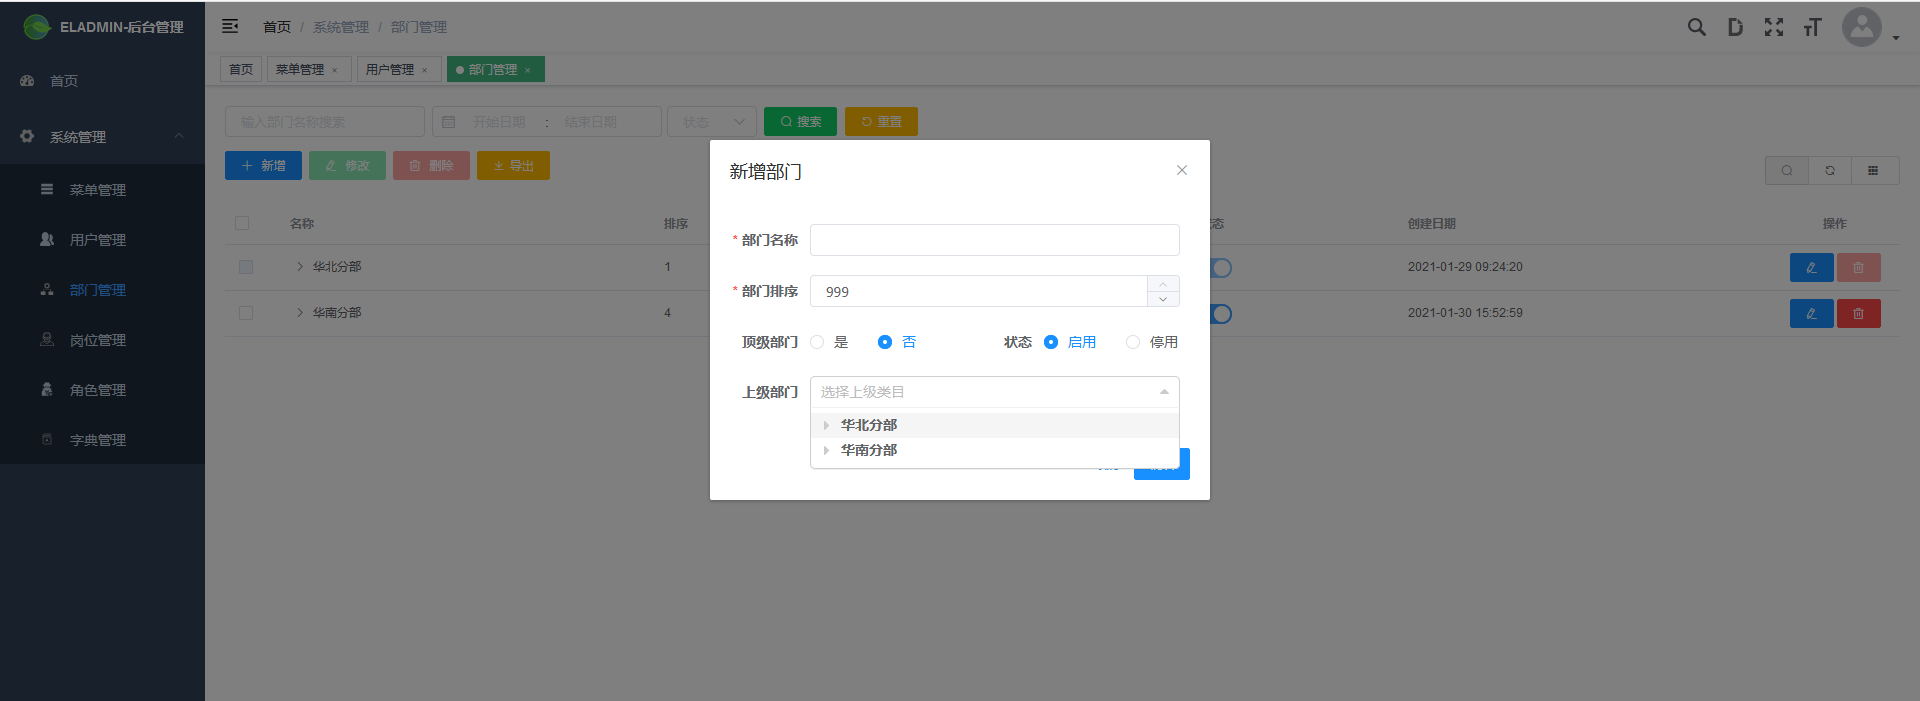 ELADMIN-后台管理
首页
系统管理
菜单管理
用户管理
部门管理
岗位管理
角色管理
字典管理
首页 / 系统管理 / 部门管理
首页 菜单管理 × 用户管理 × 部门管理 ×
输入部门名称搜索 开始日期 : 结束日期 状态 搜索 重置
新增 修改 删除 导出
名称 排序 态 创建日期 操作
华北分部 1 2021-01-29 09:24:20
华南分部 4 2021-01-30 15:52:59
新增部门
* 部门名称
* 部门排序 999
顶级部门 是 否 状态 启用 停用
上级部门 选择上级类目
华北分部
华南分部